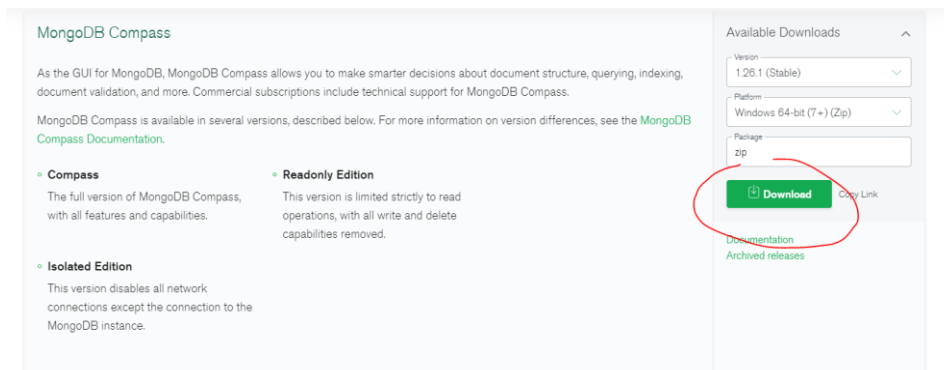 MongoDB Compass
As the GUI for MongoDB, MongoDB Compass allows you to make smarter decisions about document structure, querying, indexing,
document validation, and more. Commercial subscriptions include technical support for MongoDB Compass.
MongoDB Compass is available in several versions, described below. For more information on version differences, see the MongoDB
Compass Documentation.
Compass
The full version of MongoDB Compass,
with all features and capabilities.
Readonly Edition
This version is limited strictly to read
operations, with all write and delete
capabilities removed.
Isolated Edition
This version disables all network
connections except the connection to the
MongoDB instance.
Available Downloads
Version
1.26.1 (Stable)
Platform
Windows 64-bit (7+) (Zip)
Package
zip
Download
Copy Link
Documentation
Archived releases